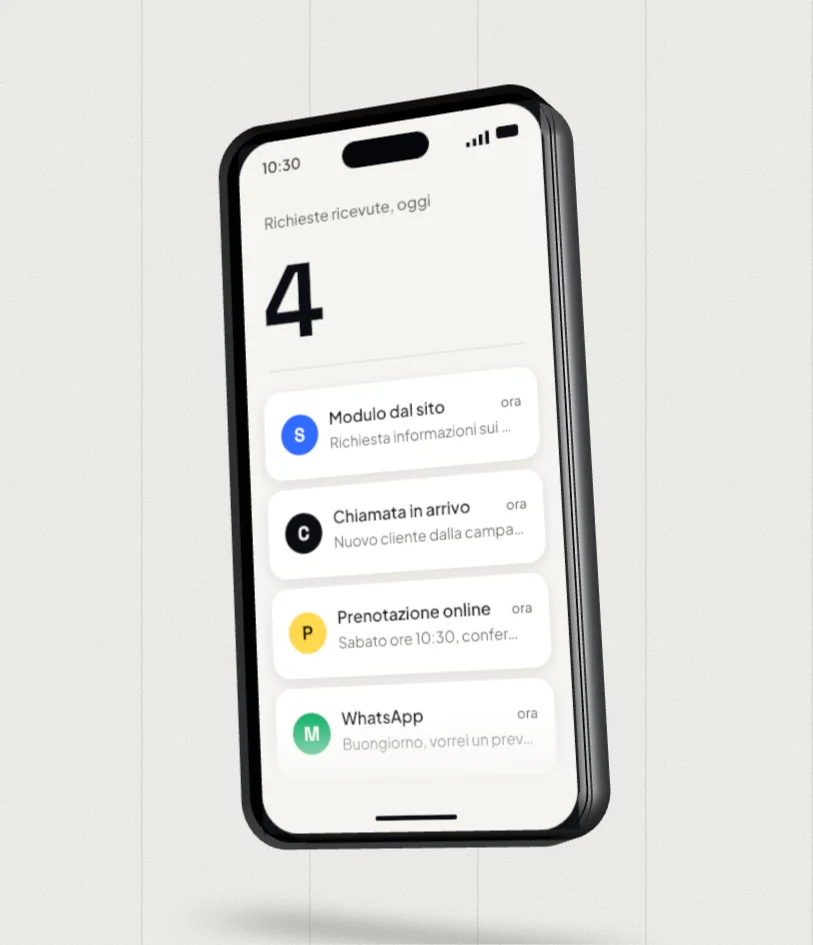 10:30
Richieste ricevute, oggi
4
S
Modulo dal sito
ora
Richiesta informazioni sui ...
C
Chiamata in arrivo
ora
Nuovo cliente dalla campa...
P
Prenotazione online
ora
Sabato ore 10:30, confer...
M
WhatsApp
ora
Buongiorno, vorrei un prev...